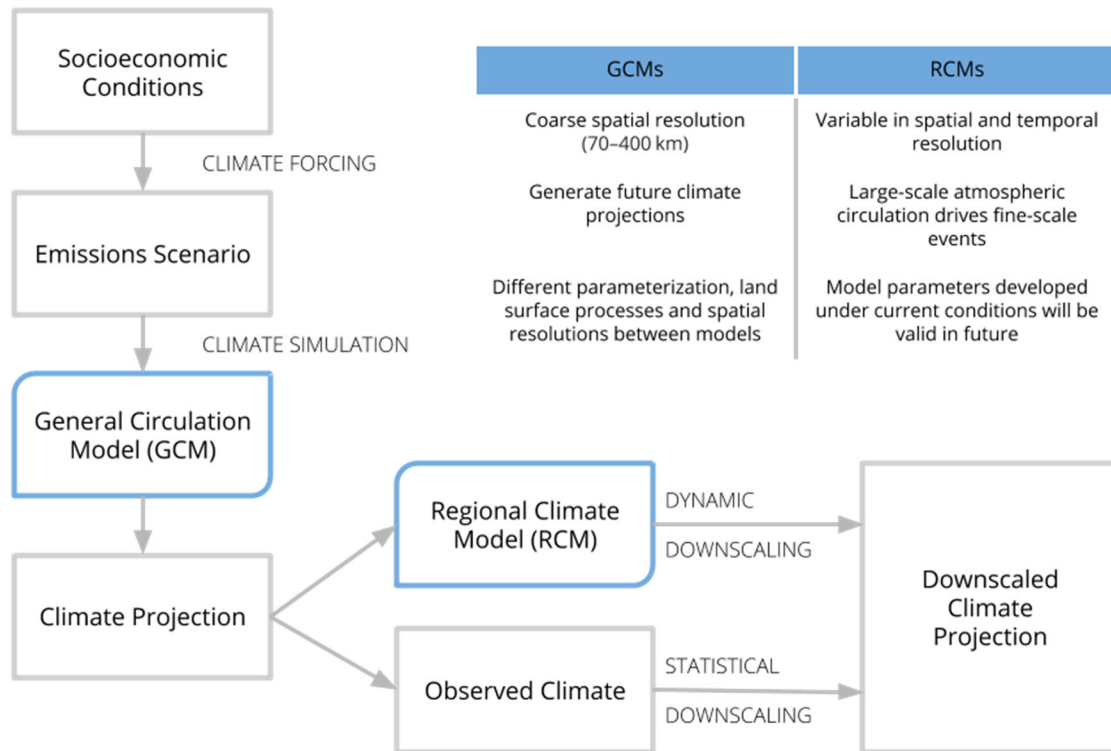 Socioeconomic
Conditions
CLIMATE FORCING
Emissions Scenario
CLIMATE SIMULATION
General Circulation
Model (GCM)
Climate Projection
GCMs
RCMs
Coarse spatial resolution
(70–400 km)
Variable in spatial and temporal
resolution
Generate future climate
projections
Large-scale atmospheric
circulation drives fine-scale
events
Different parameterization, land
surface processes and spatial
resolutions between models
Model parameters developed
under current conditions will be
valid in future
Regional Climate
Model (RCM)
DYNAMIC
DOWNSCALING
Observed Climate
STATISTICAL
DOWNSCALING
Downscaled
Climate
Projection